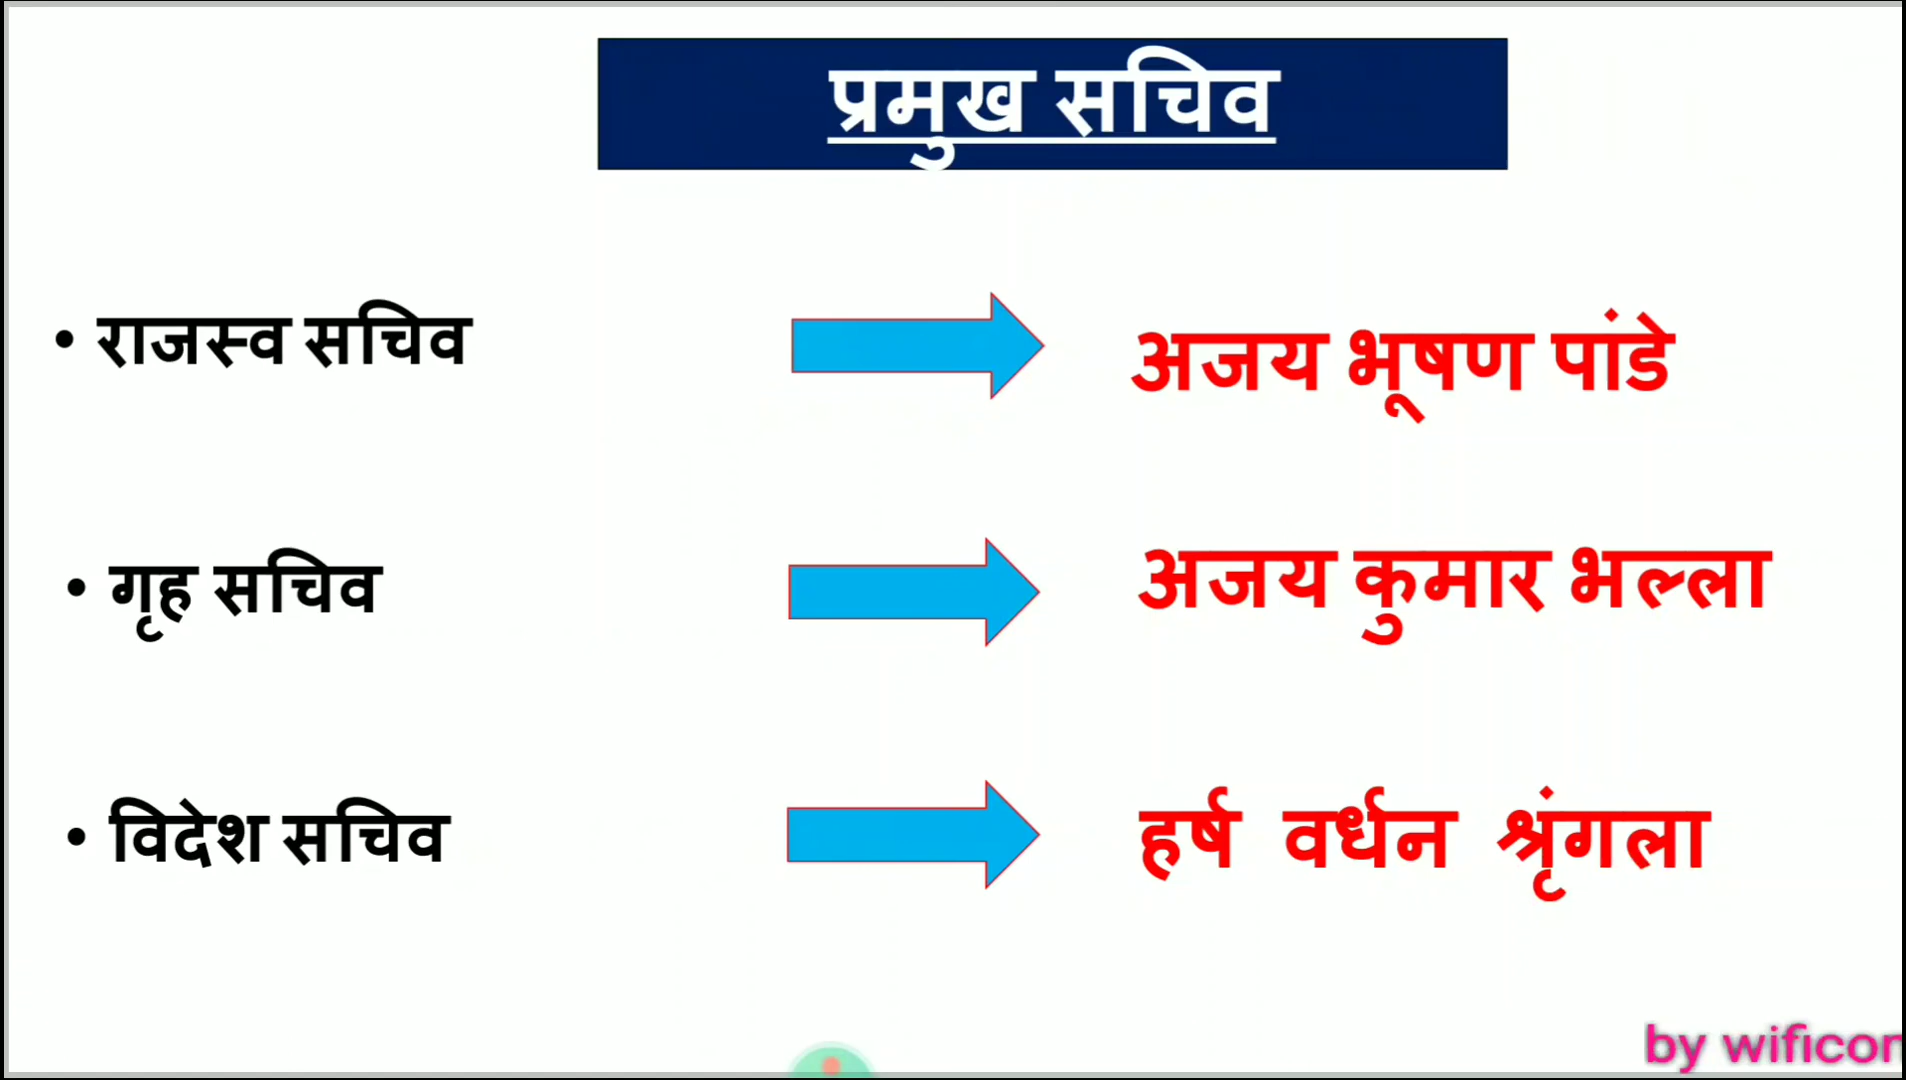 प्रमुख सचिव
• राजस्व सचिव
अजय भूषण पांडे
• गृह सचिव
अजय कुमार भल्ला
• विदेश सचिव
हर्ष वर्धन श्रृंगला
by wificon